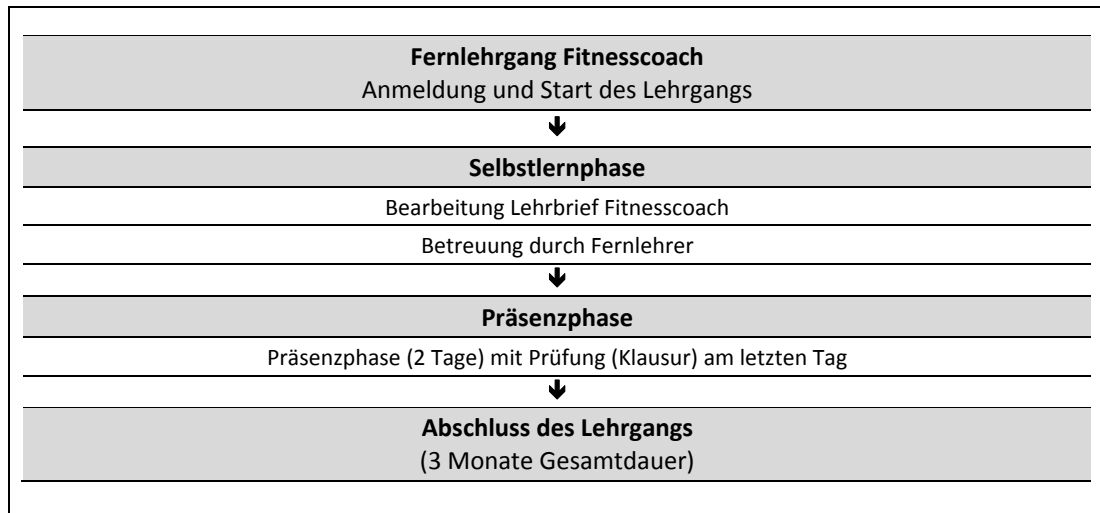 Fernlehrgang Fitnesscoach
Anmeldung und Start des Lehrgangs
Selbstlernphase
Bearbeitung Lehrbrief Fitnesscoach
Betreuung durch Fernlehrer
Präsenzphase
Präsenzphase (2 Tage) mit Prüfung (Klausur) am letzten Tag
Abschluss des Lehrgangs
(3 Monate Gesamtdauer)